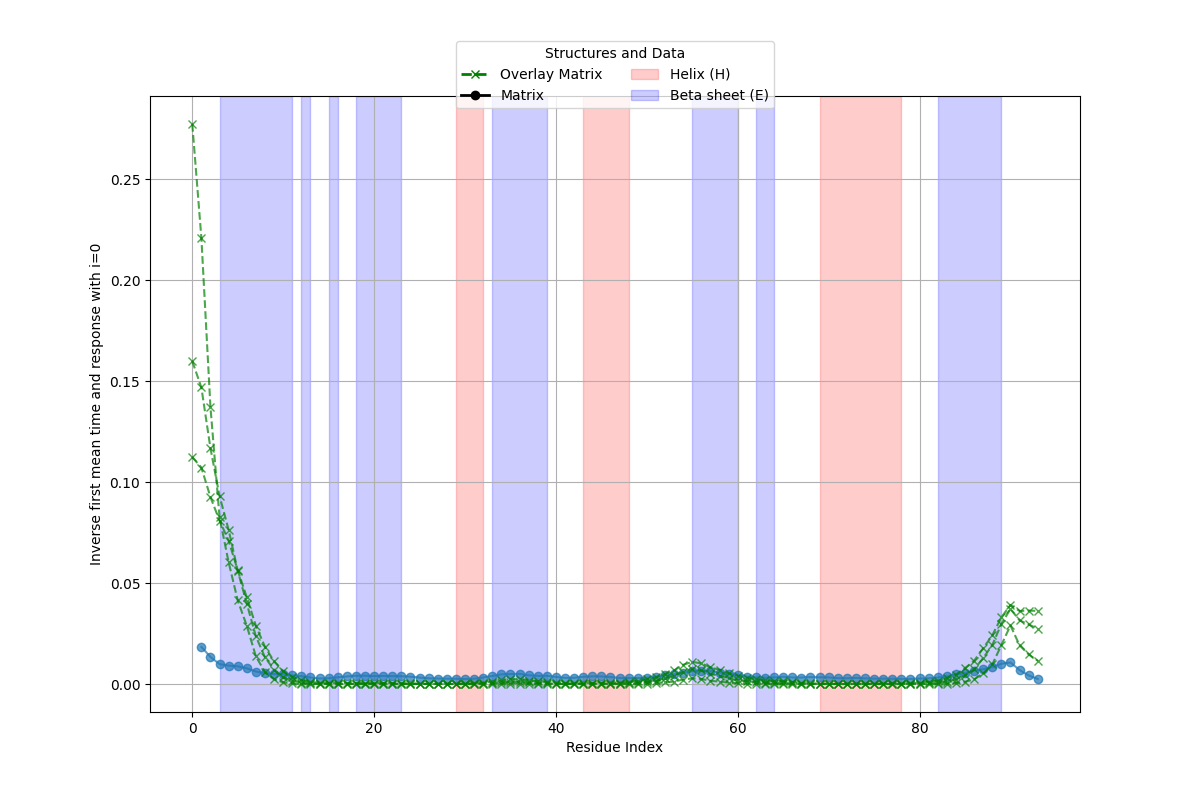 Structures and Data
Overlay Matrix
Matrix
Helix (H)
Beta sheet (E)
Inverse first mean time and response with i=0
0.25
0.20
0.15
0.10
0.05
0.00
0 20 40 60 80
Residue Index